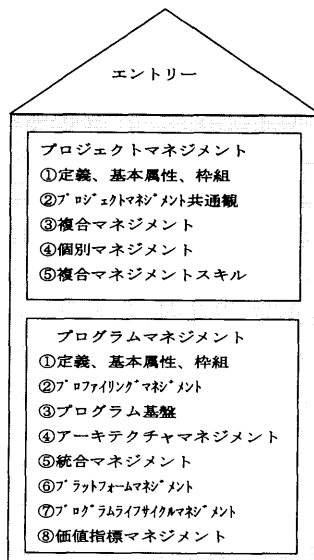 エントリー
プロジェクトマネジメント
①定義、基本属性、枠組
②プロジェクトマネジメント共通観
③複合マネジメント
④個別マネジメント
⑤複合マネジメントスキル
プログラムマネジメント
①定義、基本属性、枠組
②プロファイリングマネジメント
③プログラム基盤
④アーキテクチャマネジメント
⑤統合マネジメント
⑥プラットフォームマネジメント
⑦プログラムライフサイクルマネジメント
⑧価値指標マネジメント